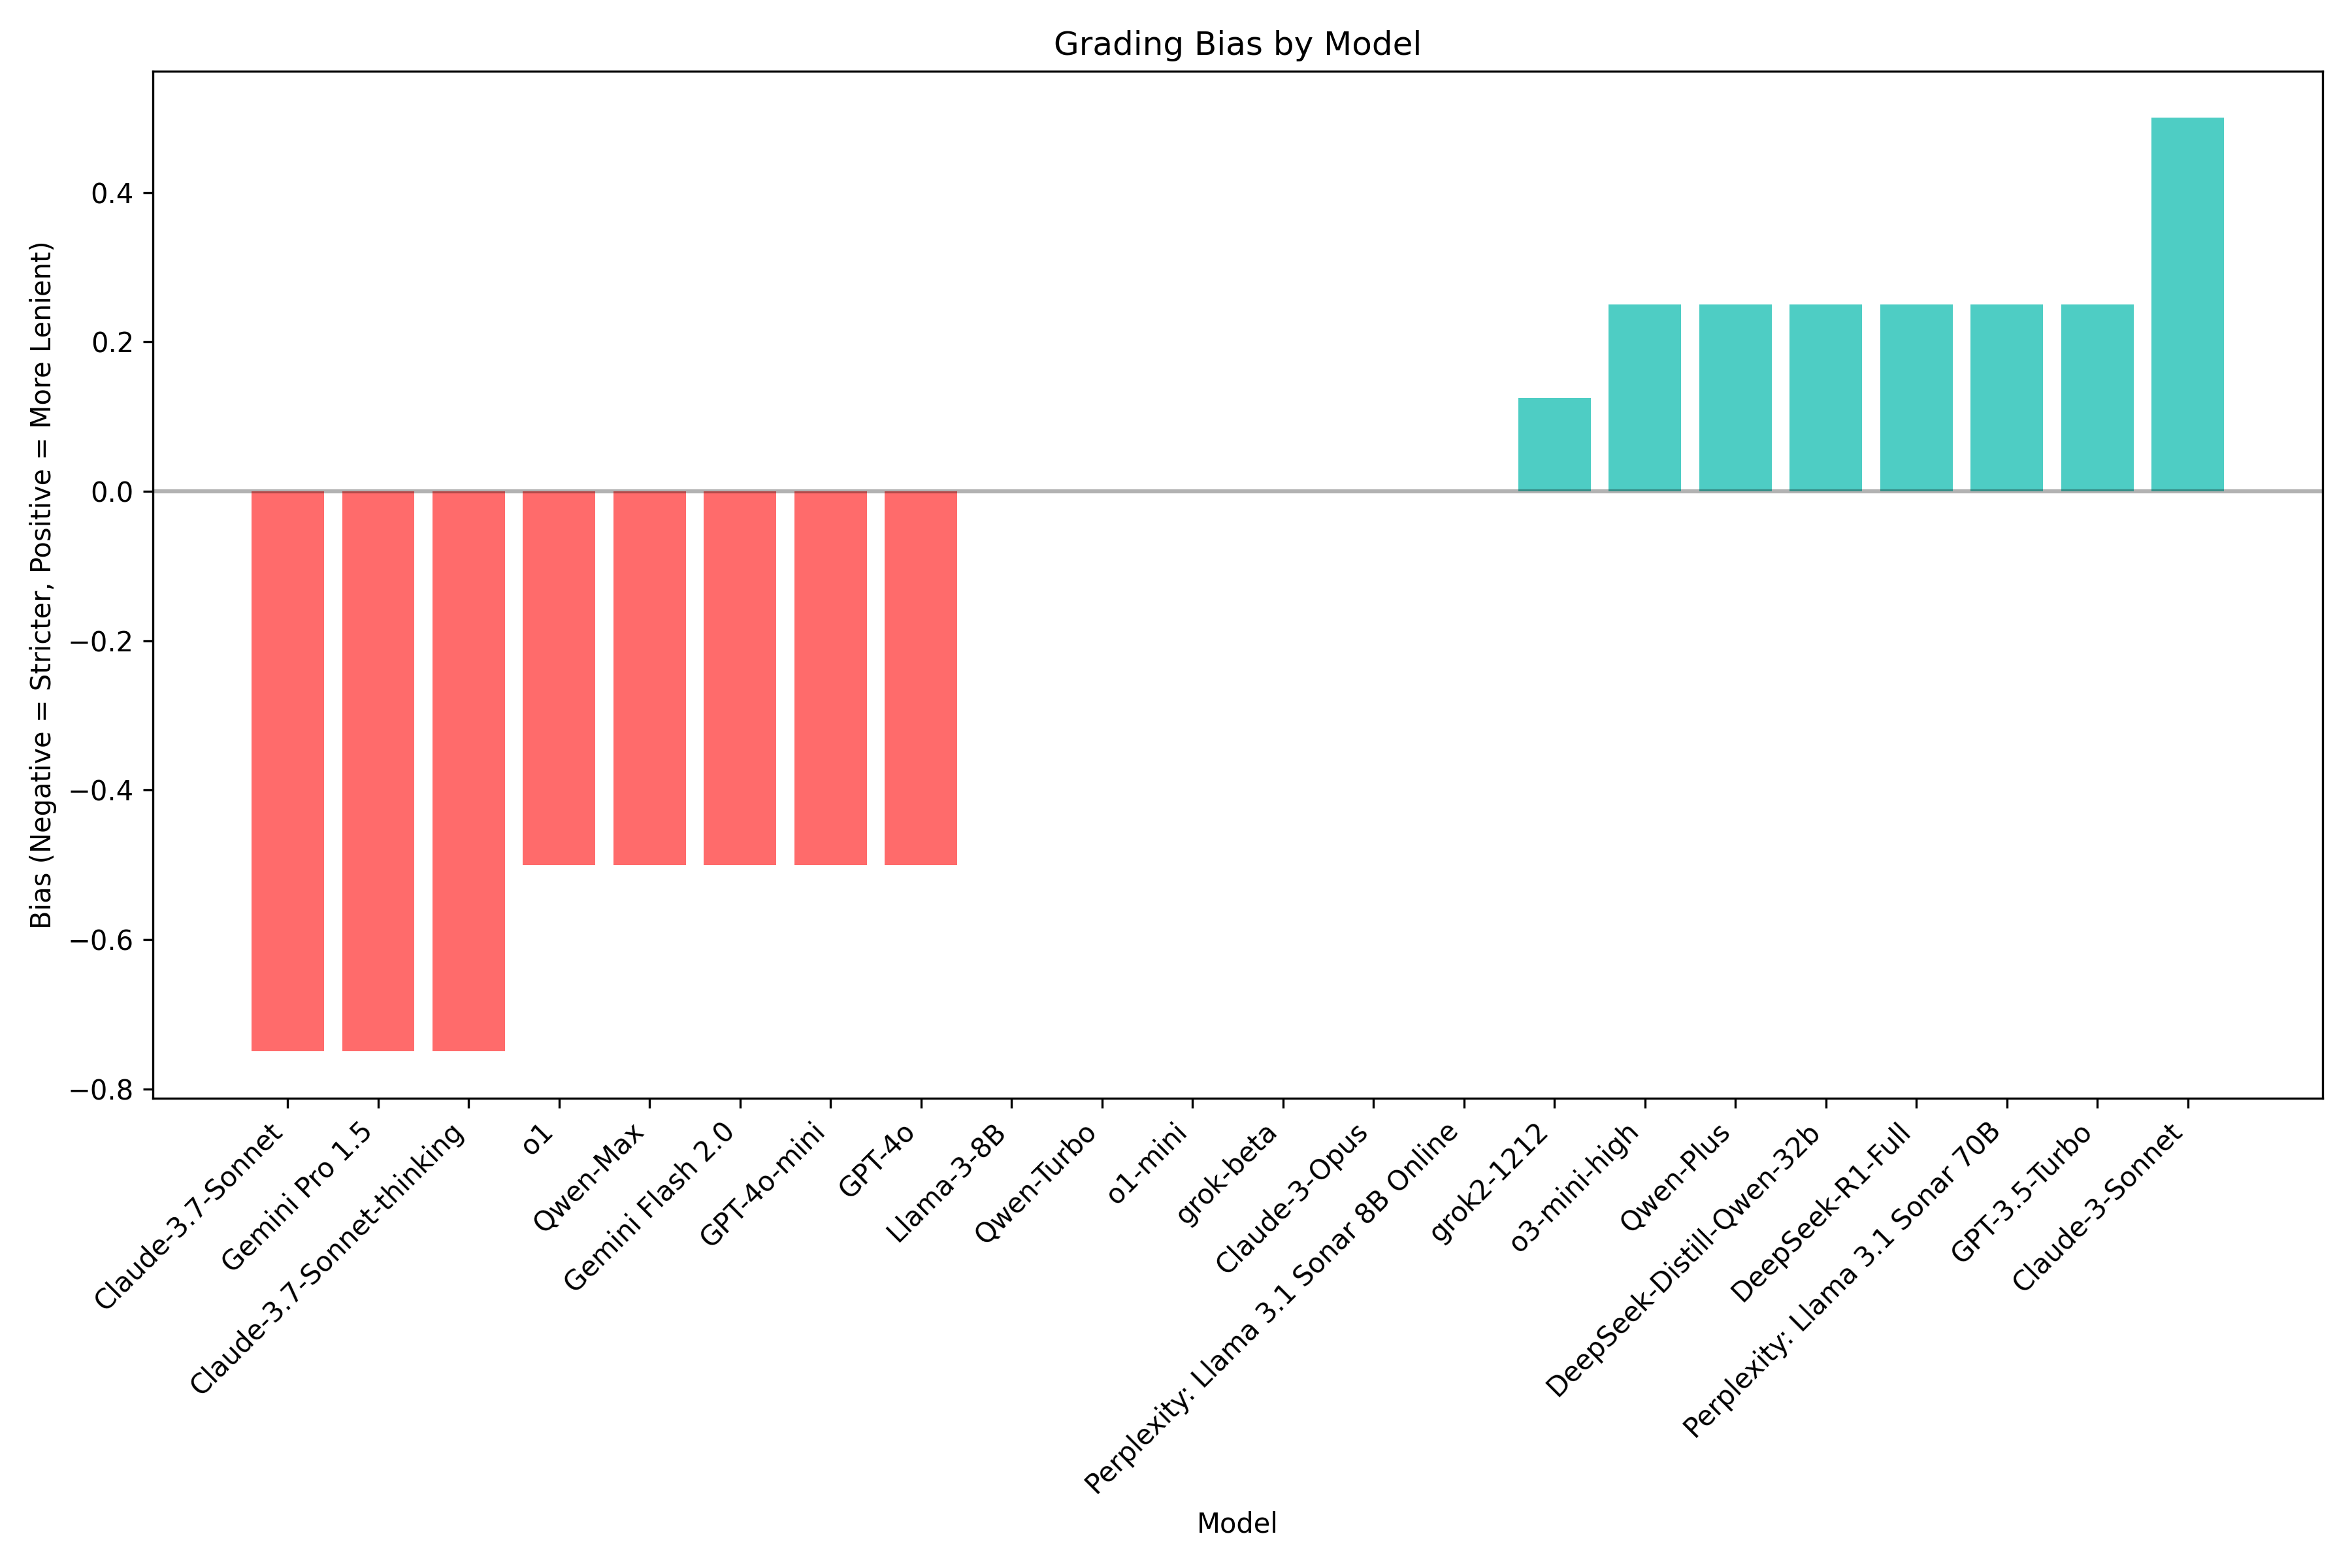 Grading Bias by Model
Bias (Negative = Stricter, Positive = More Lenient)
0.4
0.2
0.0
−0.2
−0.4
−0.6
−0.8
Claude-3.7-Sonnet
Gemini Pro 1.5
Claude-3.7-Sonnet-thinking
o1
Qwen-Max
Gemini Flash 2.0
GPT-4o-mini
GPT-4o
Llama-3-8B
Qwen-Turbo
o1-mini
grok-beta
Claude-3-Opus
Perplexity: Llama 3.1 Sonar 8B Online
grok2-1212
o3-mini-high
Qwen-Plus
DeepSeek-Distill-Qwen-32b
DeepSeek-R1-Full
Perplexity: Llama 3.1 Sonar 70B
GPT-3.5-Turbo
Claude-3-Sonnet
Model